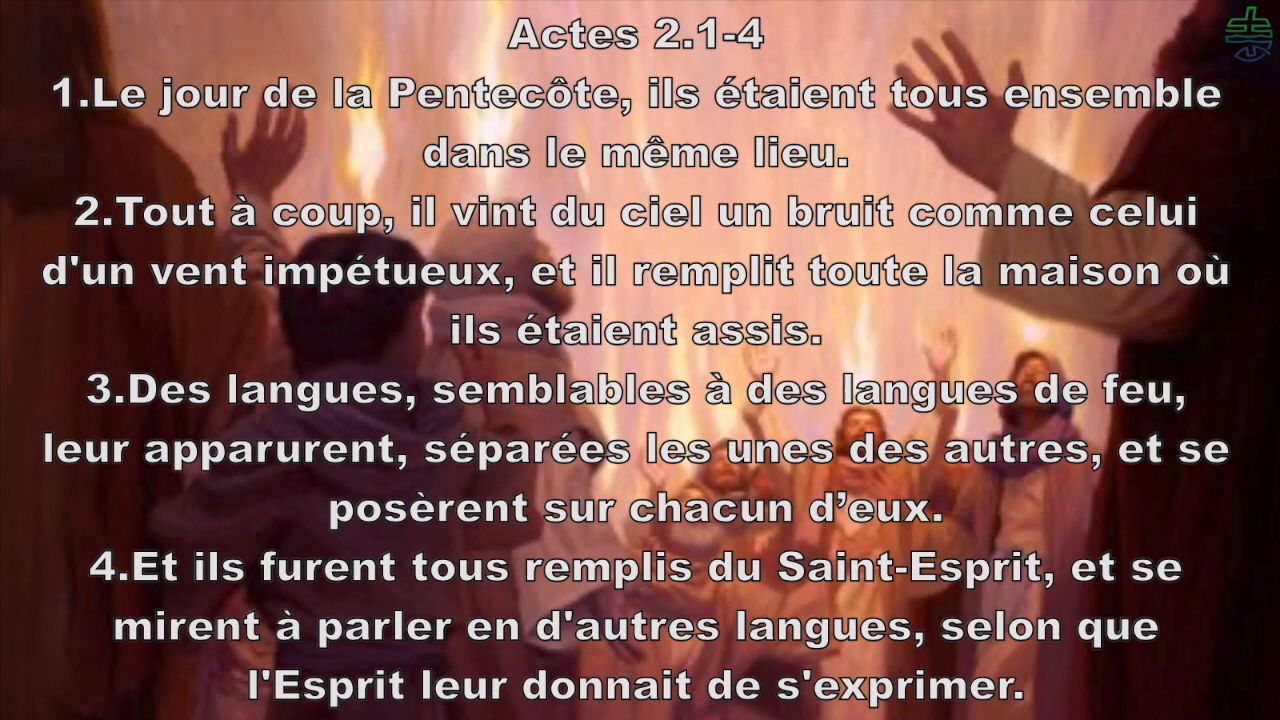 Actes 2.1-4
1.Le jour de la Pentecôte, ils étaient tous ensemble
dans le même lieu.
2.Tout à coup, il vint du ciel un bruit comme celui
d'un vent impétueux, et il remplit toute la maison où
ils étaient assis.
3.Des langues, semblables à des langues de feu,
leur apparurent, séparées les unes des autres, et se
posèrent sur chacun d’eux.
4.Et ils furent tous remplis du Saint-Esprit, et se
mirent à parler en d'autres langues, selon que
l'Esprit leur donnait de s'exprimer.